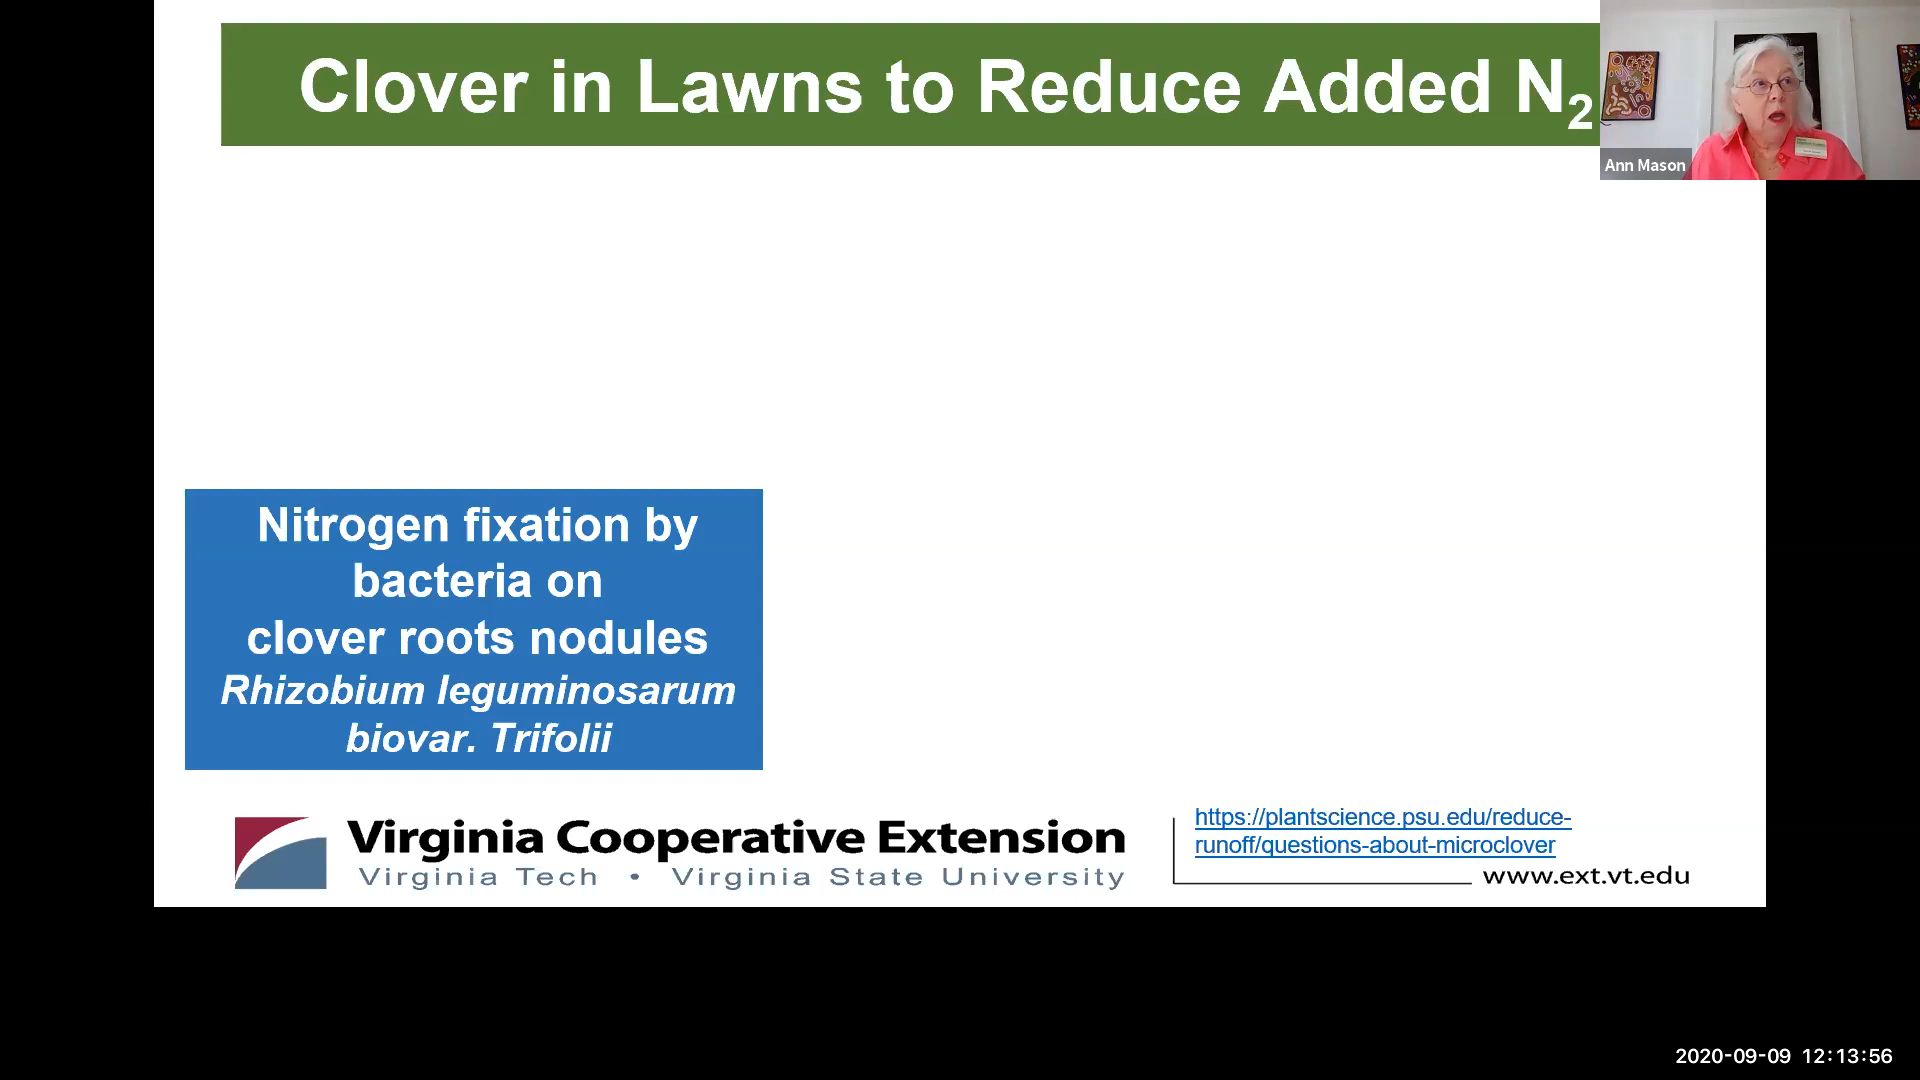 Clover in Lawns to Reduce Added N₂
Ann Mason
Nitrogen fixation by
bacteria on
clover roots nodules
Rhizobium leguminosarum
biovar. Trifolii
Virginia Cooperative Extension
Virginia Tech • Virginia State University
https://plantscience.psu.edu/reduce-
runoff/questions-about-microclover
www.ext.vt.edu
2020-09-09 12:13:56